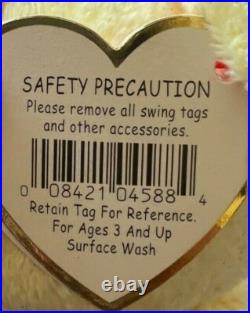 SAFETY PRECAUTION
Please remove all swing tags
and other accessories.
0 08421 04588 4
Retain Tag For Reference.
For Ages 3 And Up
Surface Wash